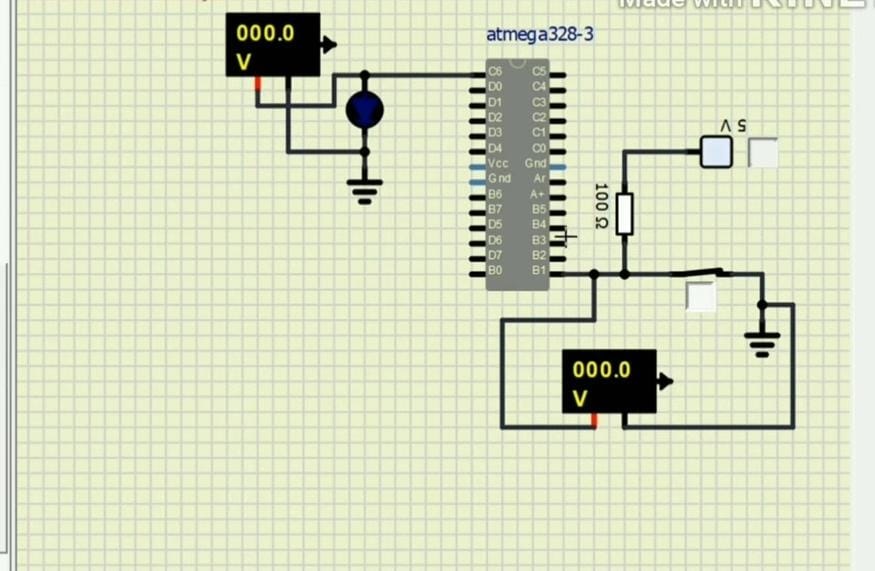 Made with KINE
000.0
V
atmega328-3
C6 C5
D0 C4
D1 C3
D2 C2
D3 C1
D4 C0
Vcc Gnd
Gnd Ar
B6 A+
B7 B5
D5 B4
D6 B3
D7 B2
B0 B1
5 V
100 Ω
000.0
V